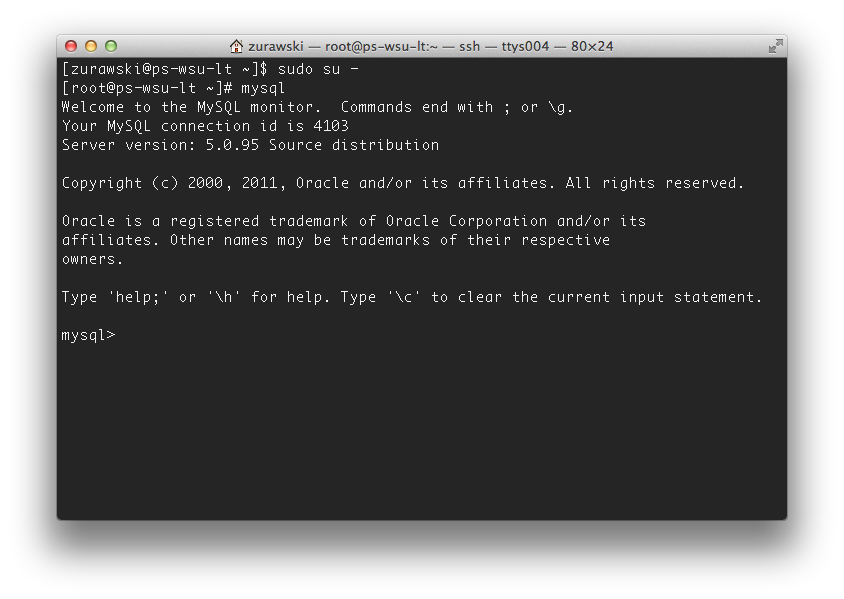 zurawski — root@ps-wsu-lt:~ — ssh — ttys004 — 80×24
[zurawski@ps-wsu-lt ~]$ sudo su -
[root@ps-wsu-lt ~]# mysql
Welcome to the MySQL monitor.  Commands end with ; or \g.
Your MySQL connection id is 4103
Server version: 5.0.95 Source distribution
Copyright (c) 2000, 2011, Oracle and/or its affiliates. All rights reserved.
Oracle is a registered trademark of Oracle Corporation and/or its
affiliates. Other names may be trademarks of their respective
owners.
Type 'help;' or '\h' for help. Type '\c' to clear the current input statement.
mysql>